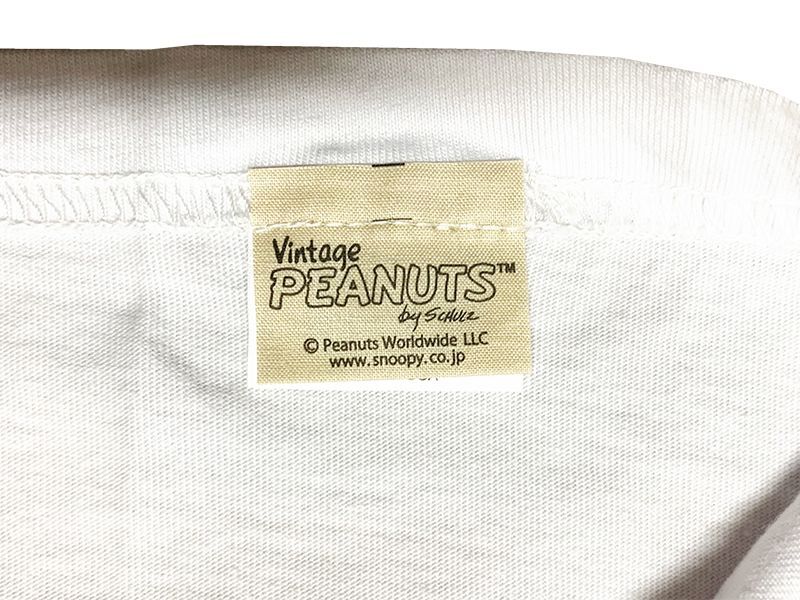 Vintage
PEANUTS™
by SCHULZ
© Peanuts Worldwide LLC
www.snoopy.co.jp